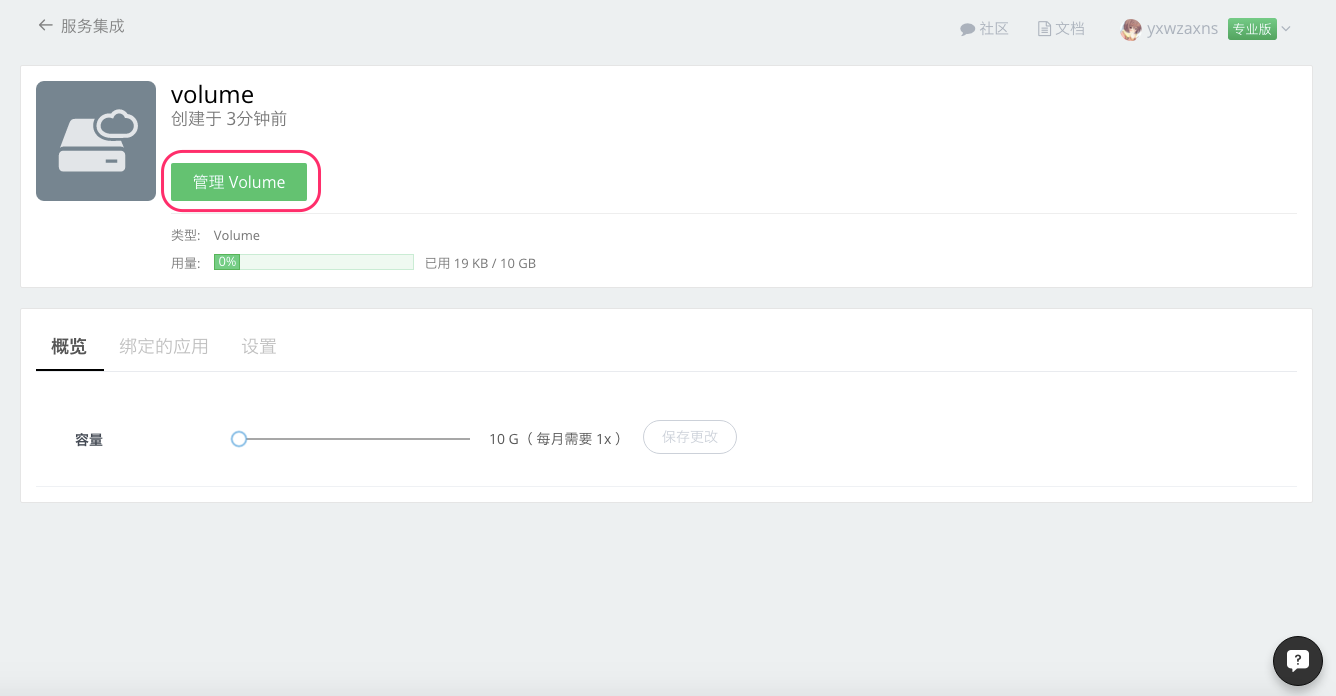 服务集成
社区 文档 yxwzaxns 专业版
volume
创建于 3分钟前
管理 Volume
类型: Volume
用量: 0% 已用 19 KB / 10 GB
概览 绑定的应用 设置
容量 10 G（ 每月需要 1x ） 保存更改
?